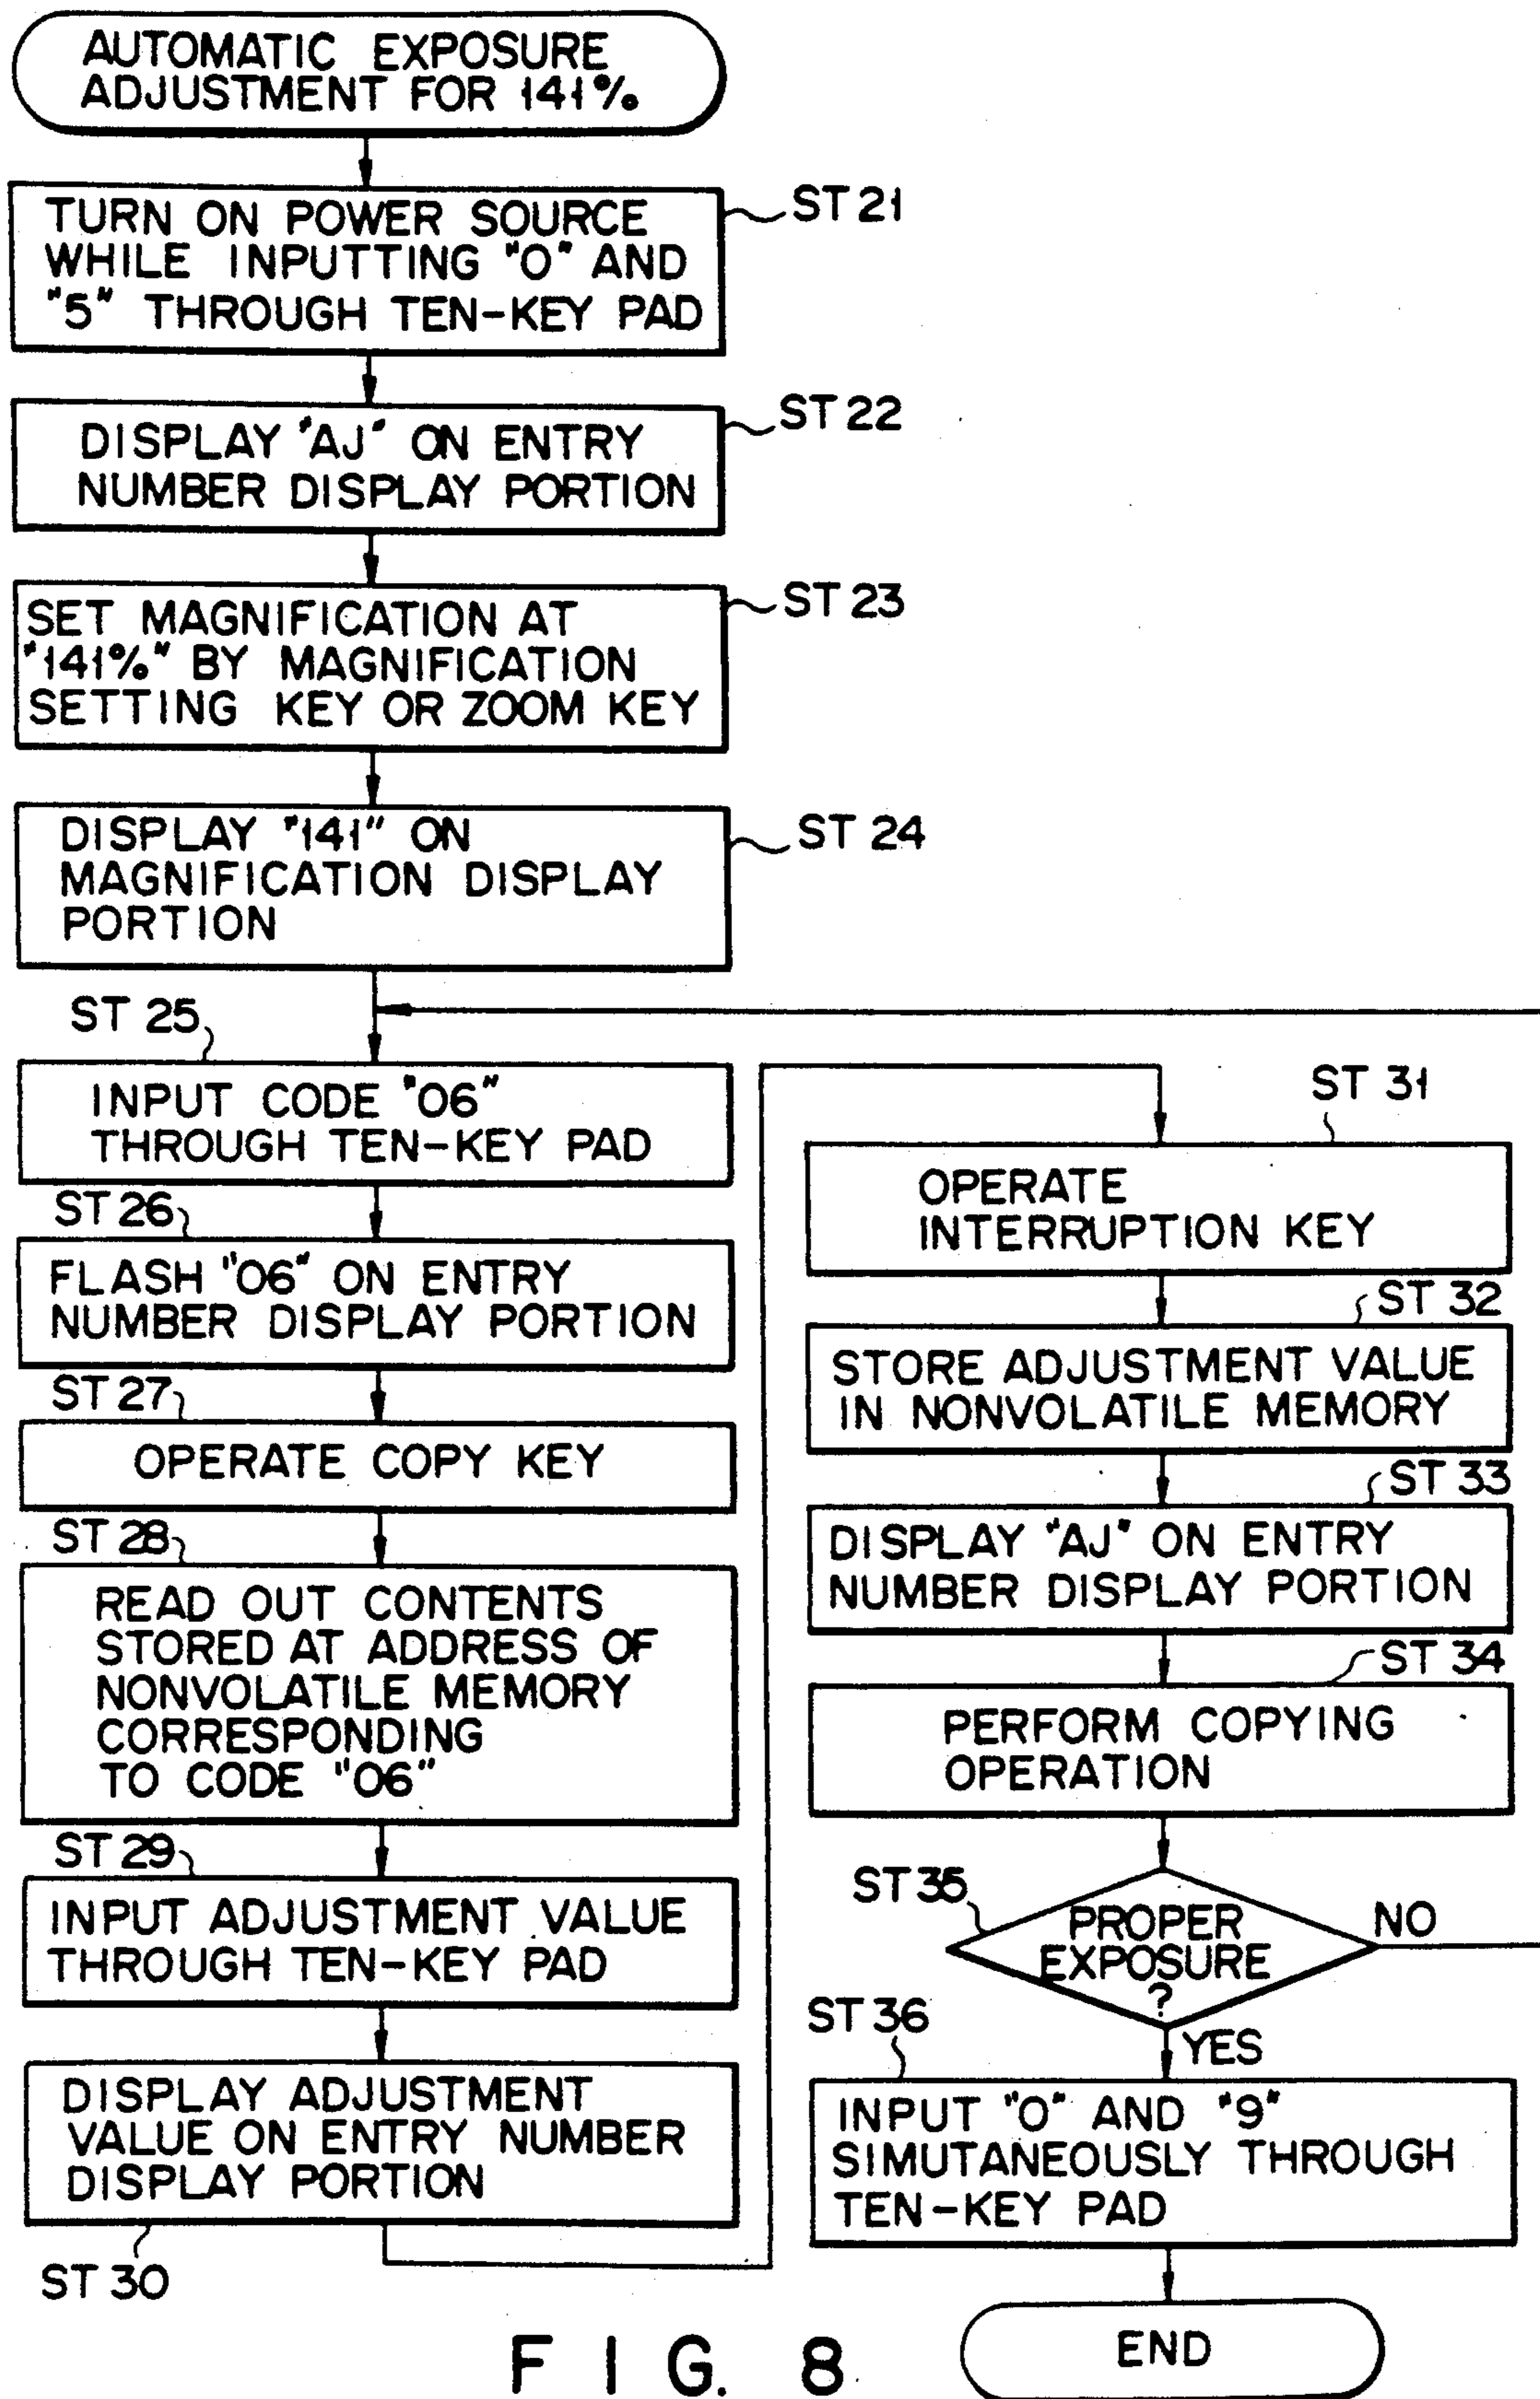 AUTOMATIC EXPOSURE
ADJUSTMENT FOR 141%
TURN ON POWER SOURCE
WHILE INPUTTING "0" AND
"5" THROUGH TEN-KEY PAD
ST 21
DISPLAY "AJ" ON ENTRY
NUMBER DISPLAY PORTION
ST 22
SET MAGNIFICATION AT
"141%" BY MAGNIFICATION
SETTING KEY OR ZOOM KEY
ST 23
DISPLAY "141" ON
MAGNIFICATION DISPLAY
PORTION
ST 24
ST 25
INPUT CODE "06"
THROUGH TEN-KEY PAD
ST 26
FLASH "06" ON ENTRY
NUMBER DISPLAY PORTION
ST 27
OPERATE COPY KEY
ST 28
READ OUT CONTENTS
STORED AT ADDRESS OF
NONVOLATILE MEMORY
CORRESPONDING
TO CODE "06"
ST 29
INPUT ADJUSTMENT VALUE
THROUGH TEN-KEY PAD
DISPLAY ADJUSTMENT
VALUE ON ENTRY NUMBER
DISPLAY PORTION
ST 30
ST 31
OPERATE
INTERRUPTION KEY
ST 32
STORE ADJUSTMENT VALUE
IN NONVOLATILE MEMORY
ST 33
DISPLAY "AJ" ON ENTRY
NUMBER DISPLAY PORTION
ST 34
PERFORM COPYING
OPERATION
ST 35
PROPER
EXPOSURE
?
NO
YES
ST 36
INPUT "0" AND "9"
SIMUTANEOUSLY THROUGH
TEN-KEY PAD
END
FIG. 8